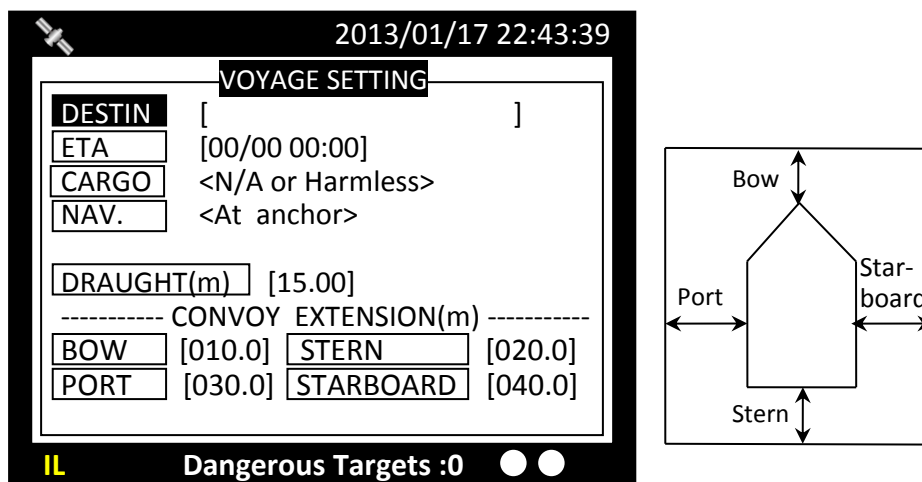 2013/01/17 22:43:39
VOYAGE SETTING
DESTIN [ ]
ETA [00/00 00:00]
CARGO <N/A or Harmless>
NAV. <At anchor>
DRAUGHT(m) [15.00]
----------- CONVOY EXTENSION(m) -----------
BOW [010.0] STERN [020.0]
PORT [030.0] STARBOARD [040.0]
IL Dangerous Targets :0
Bow
Port
Star-
board
Stern